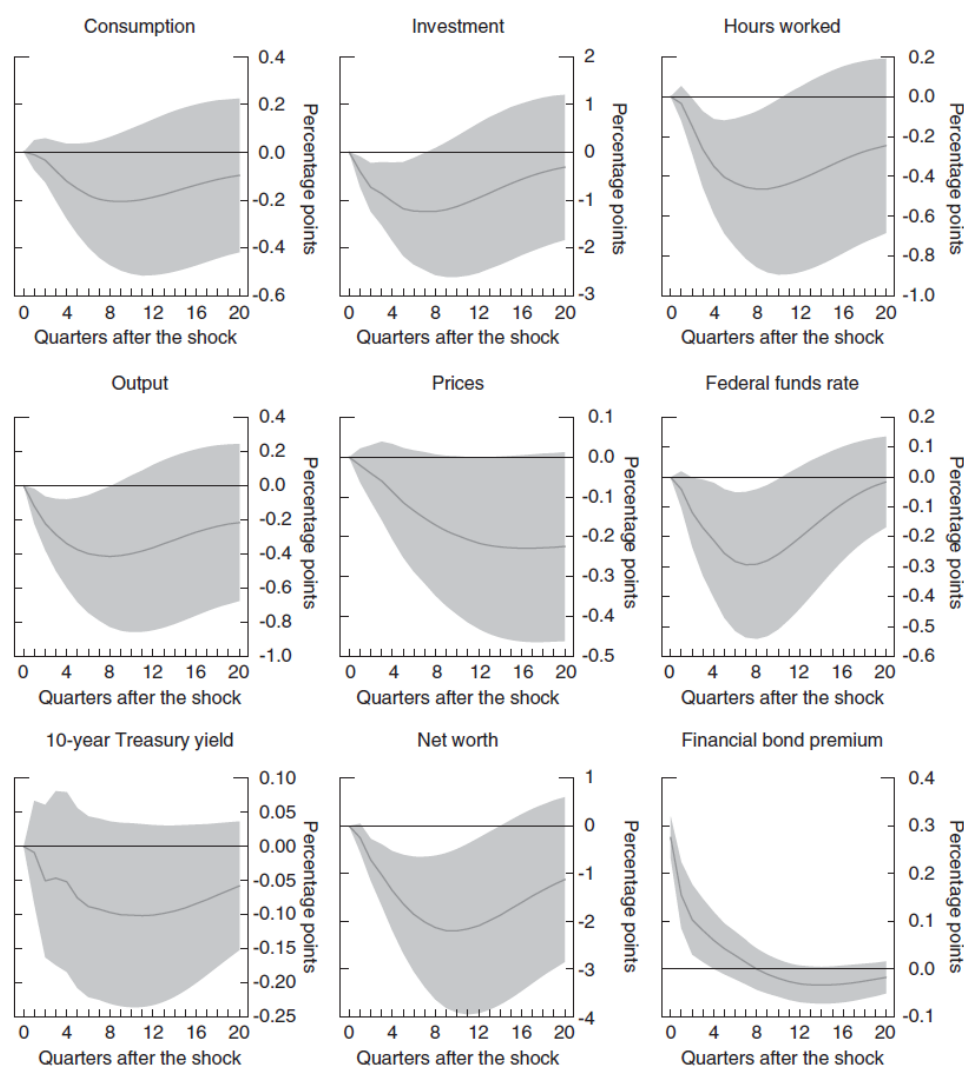 Consumption
0.4
0.2
0.0
-0.2
-0.4
-0.6
Percentage points
0 4 8 12 16 20
Quarters after the shock
Investment
2
1
0
-1
-2
-3
Percentage points
0 4 8 12 16 20
Quarters after the shock
Hours worked
0.2
0.0
-0.2
-0.4
-0.6
-0.8
-1.0
Percentage points
0 4 8 12 16 20
Quarters after the shock
Output
0.4
0.2
0.0
-0.2
-0.4
-0.6
-0.8
-1.0
Percentage points
0 4 8 12 16 20
Quarters after the shock
Prices
0.1
0.0
-0.1
-0.2
-0.3
-0.4
-0.5
Percentage points
0 4 8 12 16 20
Quarters after the shock
Federal funds rate
0.2
0.1
0.0
-0.1
-0.2
-0.3
-0.4
-0.5
-0.6
Percentage points
0 4 8 12 16 20
Quarters after the shock
10-year Treasury yield
0.10
0.05
0.00
-0.05
-0.10
-0.15
-0.20
-0.25
Percentage points
0 4 8 12 16 20
Quarters after the shock
Net worth
1
0
-1
-2
-3
-4
Percentage points
0 4 8 12 16 20
Quarters after the shock
Financial bond premium
0.4
0.3
0.2
0.1
0.0
-0.1
Percentage points
0 4 8 12 16 20
Quarters after the shock